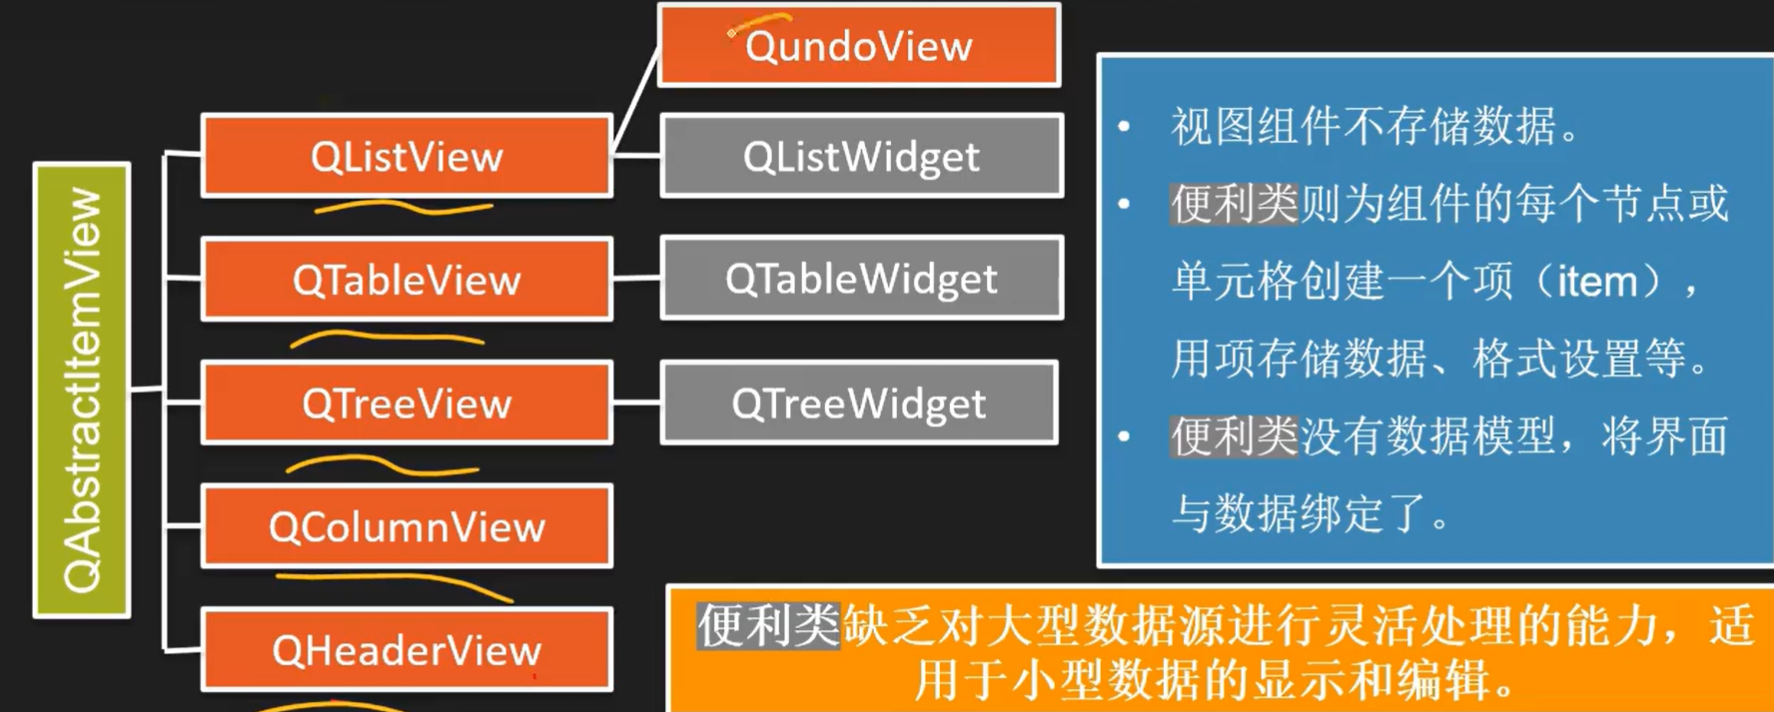 QAbstractItemView
QListView
QTableView
QTreeView
QColumnView
QHeaderView
QundoView
QListWidget
QTableWidget
QTreeWidget
• 视图组件不存储数据。
• 便利类则为组件的每个节点或
单元格创建一个项（item），
用项存储数据、格式设置等。
• 便利类没有数据模型，将界面
与数据绑定了。
便利类缺乏对大型数据源进行灵活处理的能力，适
用于小型数据的显示和编辑。